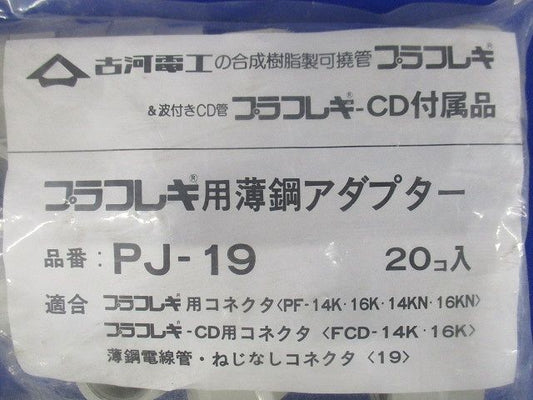 古河電工の合成樹脂製可撓管プラフレキ®
&波付きCD管 プラフレキ®-CD付属品
プラフレキ®用薄鋼アダプター
品番：PJ-19 20コ入
適合 プラフレキ®用コネクタ〈PF-14K・16K・14KN・16KN〉
プラフレキ®-CD用コネクタ〈FCD-14K・16K〉
薄鋼電線管・ねじなしコネクタ〈19〉